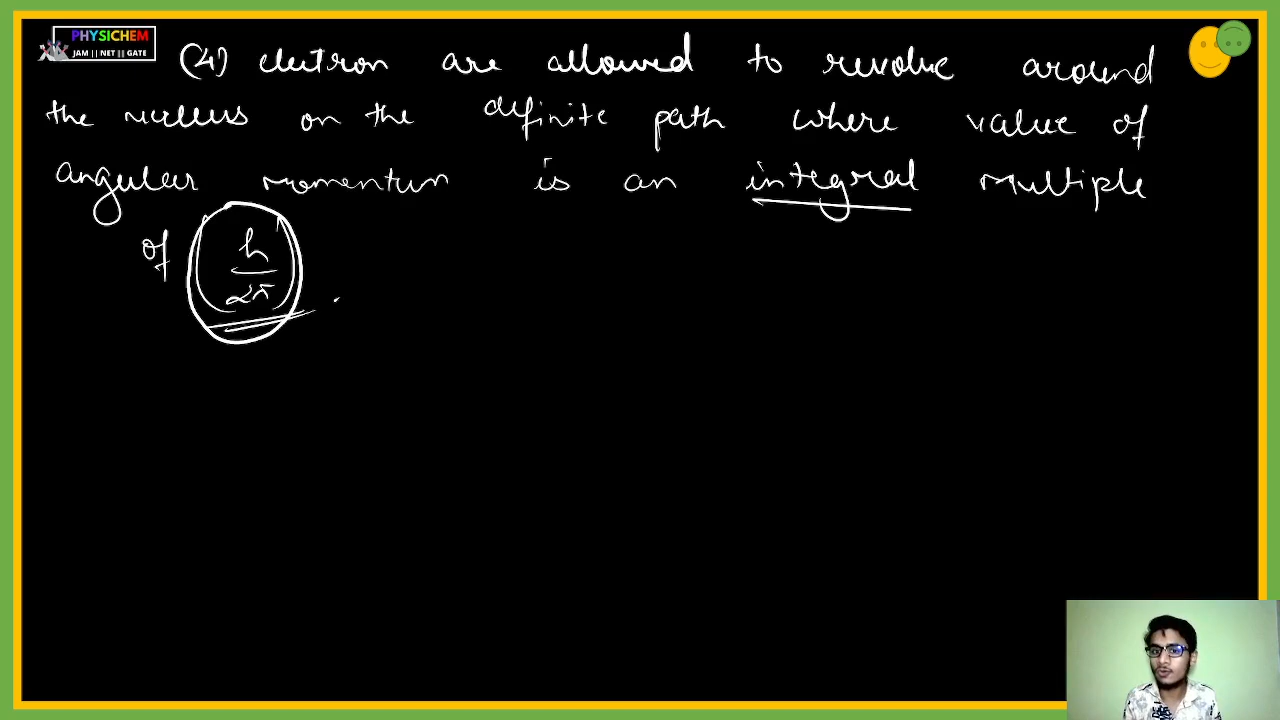 PHYSICHEM
JAM || NET || GATE
(4) electron are allowed to revolve around
the nucleus on the definite path where value of
angular momentum is an integral multiple
of (h/2π)